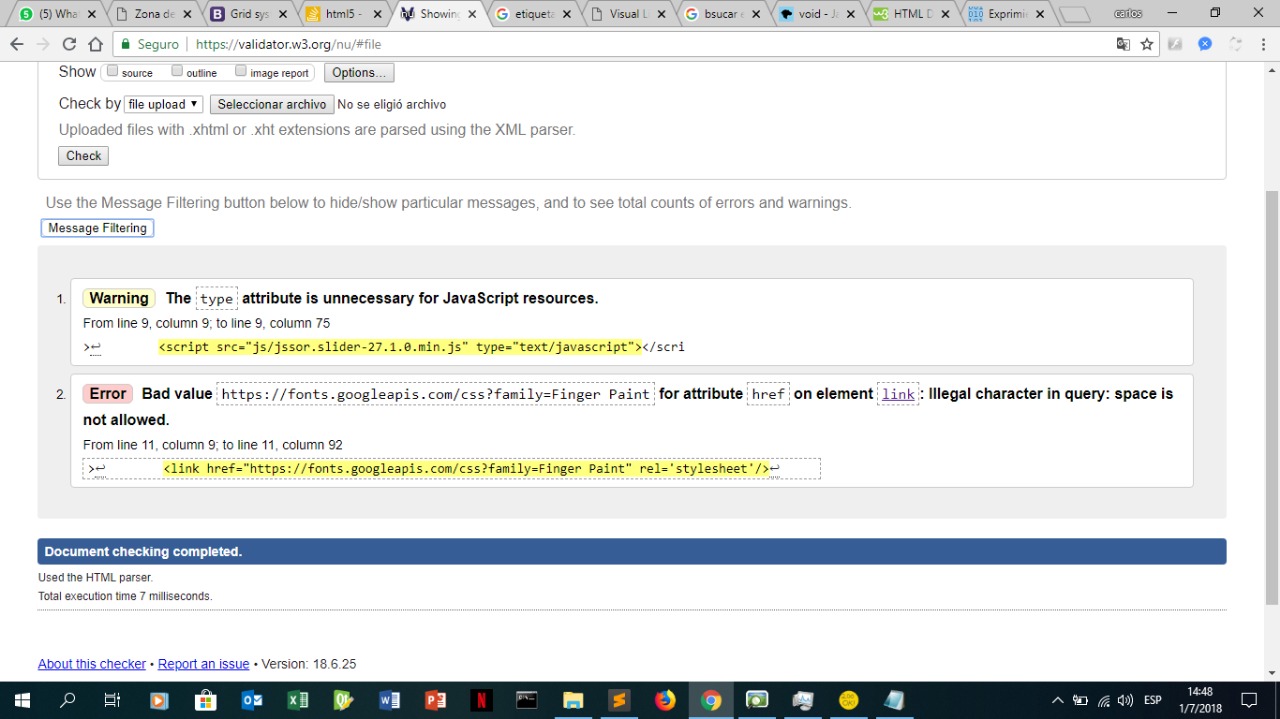 (5) Wha
Zona de
Grid sys
html5 -
Showing
etiqueta
Visual L
bsucar e
void - Ja
HTML D
Exprimi
carlos
Seguro | https://validator.w3.org/nu/#file
Show source outline image report Options...
Check by file upload Seleccionar archivo No se eligió archivo
Uploaded files with .xhtml or .xht extensions are parsed using the XML parser.
Check
Use the Message Filtering button below to hide/show particular messages, and to see total counts of errors and warnings.
Message Filtering
1. Warning The type attribute is unnecessary for JavaScript resources.
From line 9, column 9; to line 9, column 75
>↩ <script src="js/jssor.slider-27.1.0.min.js" type="text/javascript"></scri
2. Error Bad value https://fonts.googleapis.com/css?family=Finger Paint for attribute href on element link: Illegal character in query: space is
not allowed.
From line 11, column 9; to line 11, column 92
>↩ <link href="https://fonts.googleapis.com/css?family=Finger Paint" rel='stylesheet'/>↩
Document checking completed.
Used the HTML parser.
Total execution time 7 milliseconds.
About this checker • Report an issue • Version: 18.6.25
ESP
14:48
1/7/2018